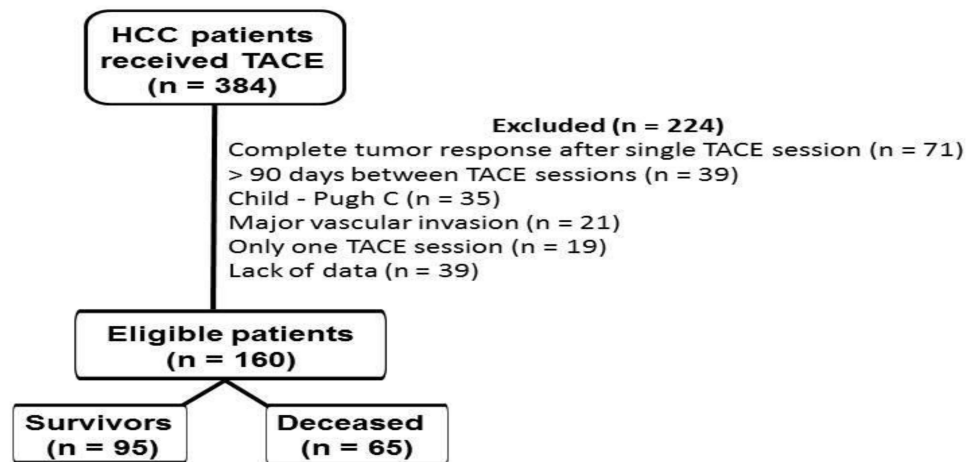 HCC patients
received TACE
(n = 384)
Excluded (n = 224)
Complete tumor response after single TACE session (n = 71)
> 90 days between TACE sessions (n = 39)
Child - Pugh C (n = 35)
Major vascular invasion (n = 21)
Only one TACE session (n = 19)
Lack of data (n = 39)
Eligible patients
(n = 160)
Survivors
(n = 95)
Deceased
(n = 65)